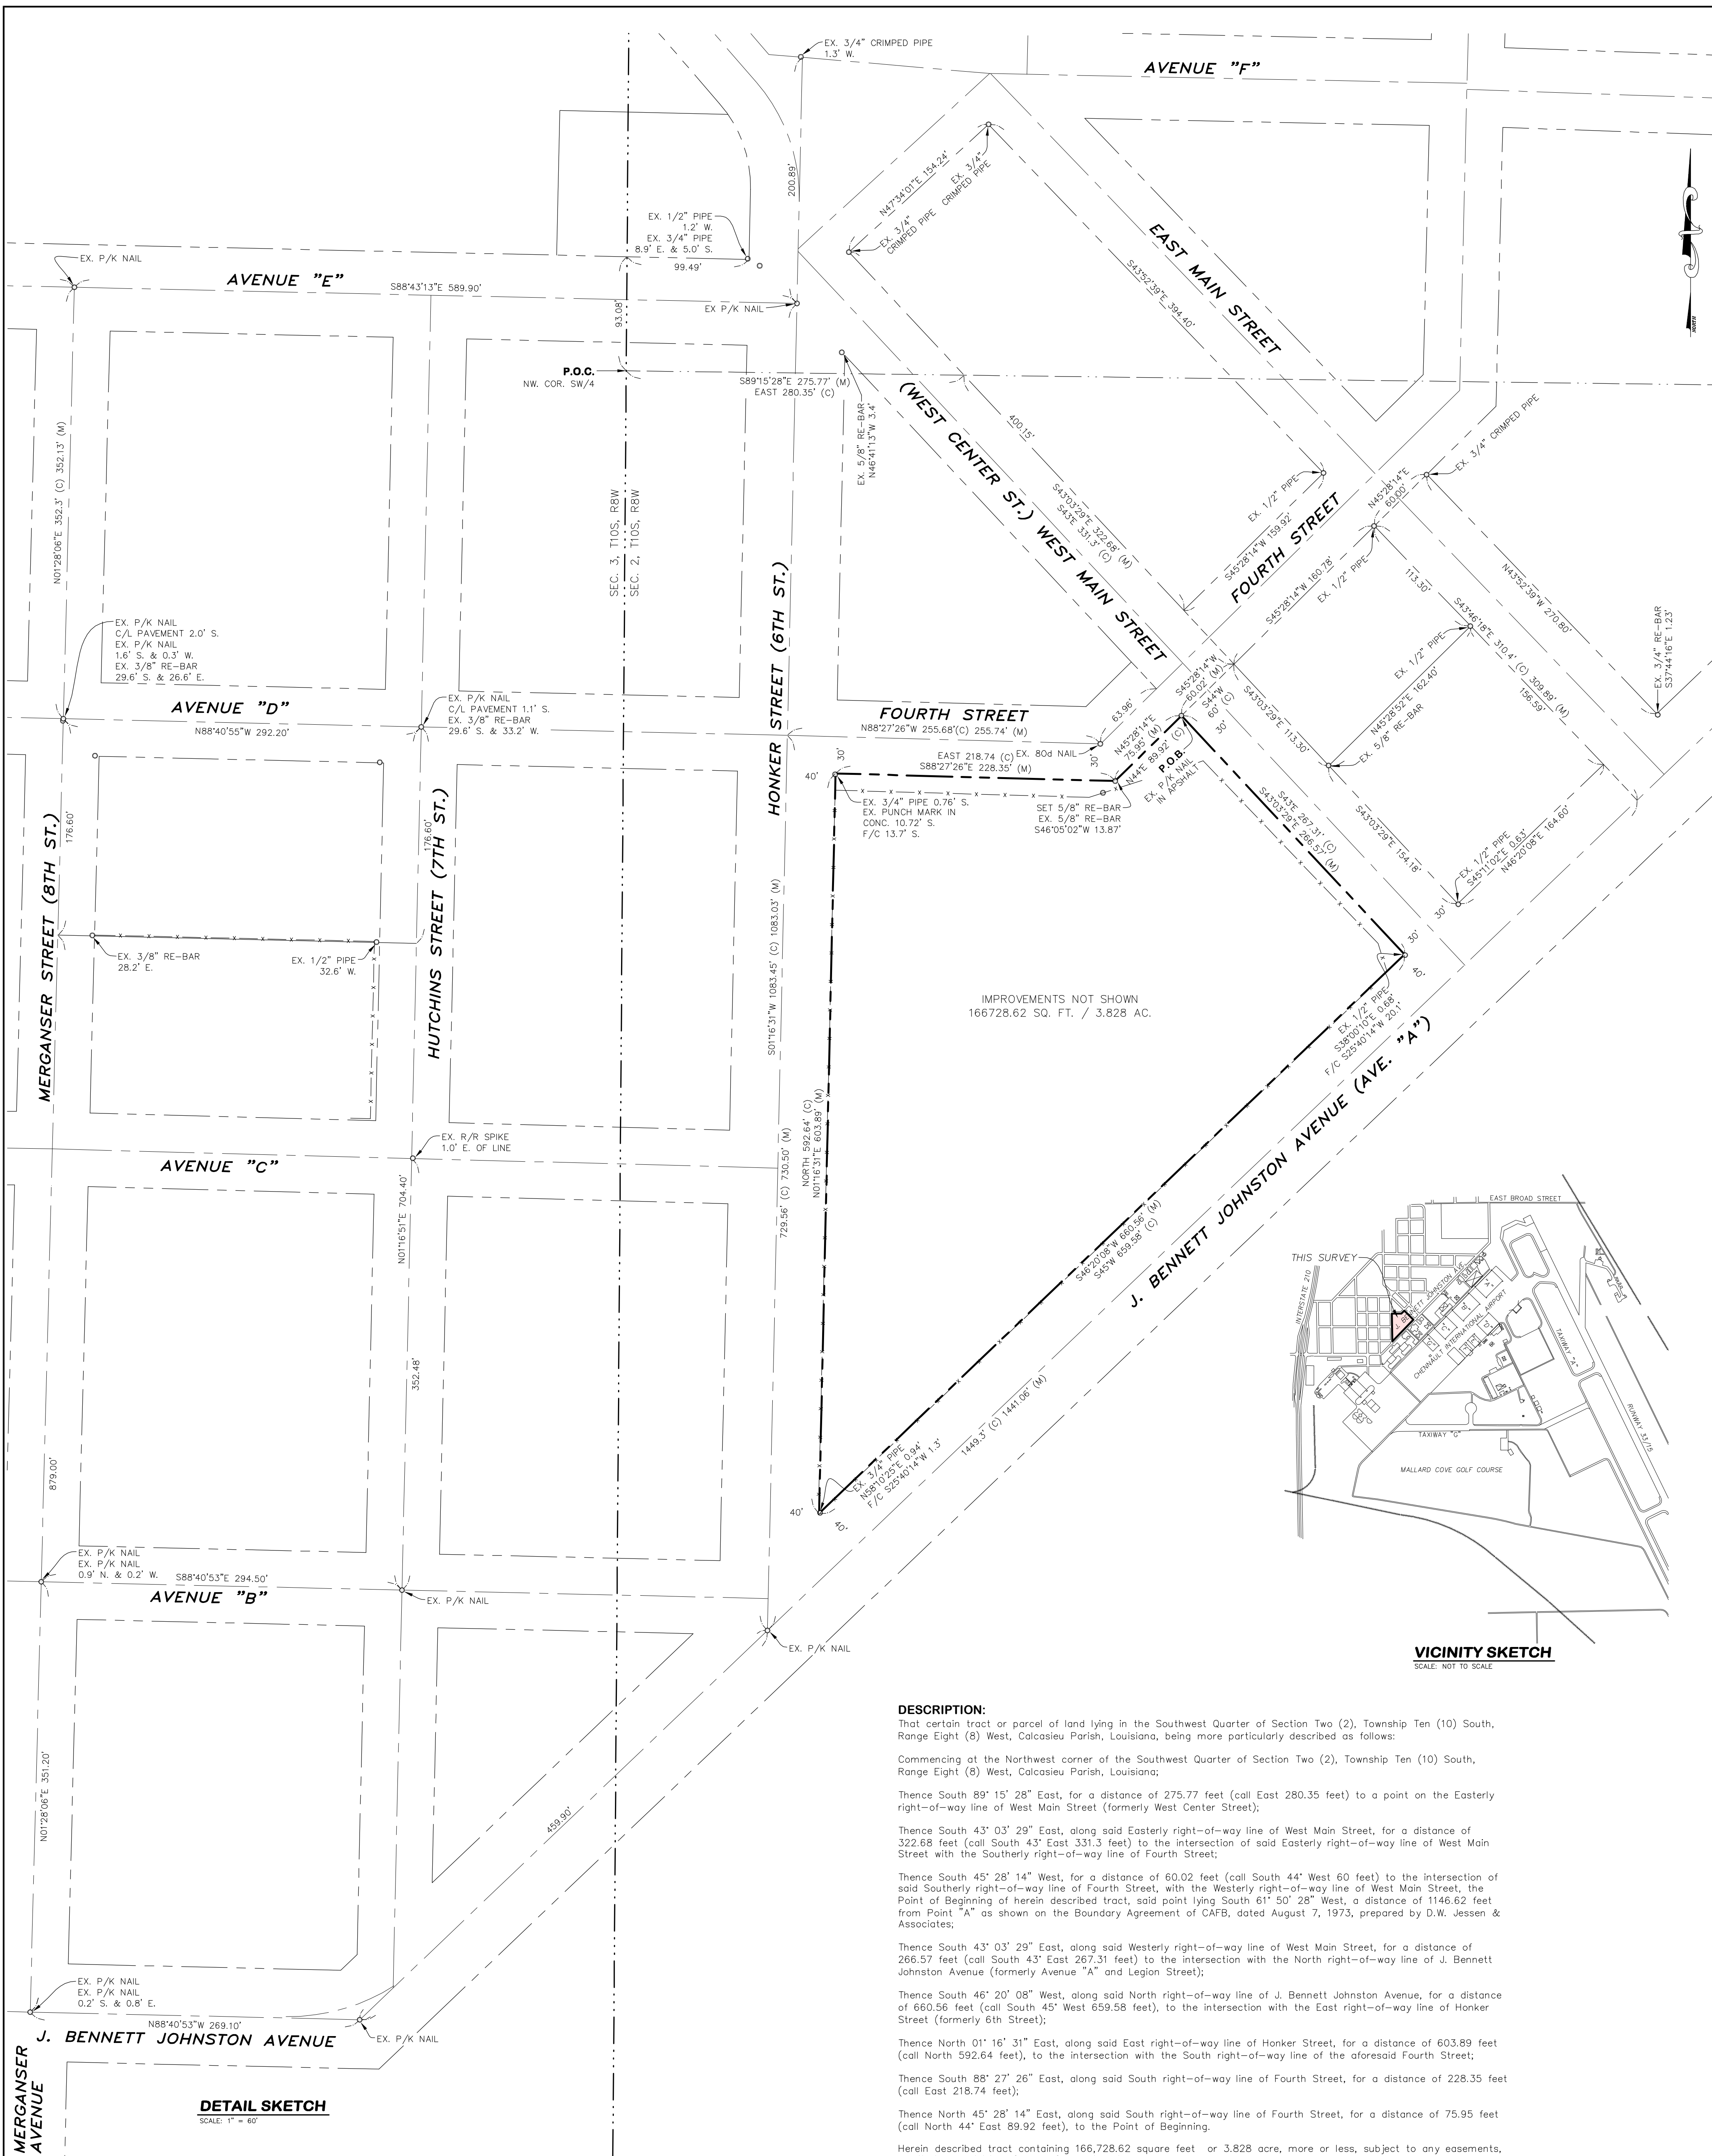 EX. 3/4" CRIMPED PIPE
1.3' W.
AVENUE "F"
200.89'
N47°34'01"E 154.24'
EX. 3/4"
CRIMPED PIPE
EX. 3/4"
CRIMPED PIPE
NORTH
EX. 1/2" PIPE
1.2' W.
EX. 3/4" PIPE
8.9' E. & 5.0' S.
99.49'
EX. P/K NAIL
AVENUE "E"
S88°43'13"E 589.90'
EX P/K NAIL
93.08'
EAST MAIN STREET
S43°52'39"E 394.40'
P.O.C.
NW. COR. SW/4
S89°15'28"E 275.77' (M)
EAST 280.35' (C)
EX. 5/8" RE-BAR
N46°41'13"W 3.4'
(WEST CENTER ST.) WEST MAIN STREET
400.15'
S43°03'29"E 322.68' (M)
S43°E 331.3' (C)
EX. 3/4" CRIMPED PIPE
N45°28'14"E
60.00'
EX. 1/2" PIPE
S45°28'14"W 159.92'
FOURTH STREET
S45°28'14"W 160.78'
EX. 1/2" PIPE
113.30'
S43°46'18"E 310.4' (C) 309.89' (M)
156.59'
N43°52'39"W 270.80'
EX. 3/4" RE-BAR
S37°44'16"E 1.23'
EX. 1/2" PIPE
N45°28'52"E 162.40'
EX. 5/8" RE-BAR
N01°28'06"E 352.3' (C) 352.13' (M)
SEC. 3, T10S, R8W
SEC. 2, T10S, R8W
HONKER STREET (6TH ST.)
EX. P/K NAIL
C/L PAVEMENT 2.0' S.
EX. P/K NAIL
1.6' S. & 0.3' W.
EX. 3/8" RE-BAR
29.6' S. & 26.6' E.
AVENUE "D"
N88°40'55"W 292.20'
EX. P/K NAIL
C/L PAVEMENT 1.1' S.
EX. 3/8" RE-BAR
29.6' S. & 33.2' W.
FOURTH STREET
N88°27'26"W 255.68'(C) 255.74' (M)
63.96'
S45°28'14"W
60.02' (M)
S44°W
60' (C)
30'
EAST 218.74 (C)
EX. 80d NAIL
S88°27'26"E 228.35' (M)
30'
40'
30'
N45°28'14"E
75.95' (M)
N44°E 89.92' (C)
P.O.B.
EX. P/K NAIL
IN APSHALT
EX. 3/4" PIPE 0.76' S.
EX. PUNCH MARK IN
CONC. 10.72' S.
F/C 13.7' S.
SET 5/8" RE-BAR
EX. 5/8" RE-BAR
S46°05'02"W 13.87'
S43°03'29"E 113.30'
S43°E 267.31' (C)
S43°03'29"E 266.57' (M)
S43°03'29"E 154.18'
EX. 1/2" PIPE
S45°11'02"E 0.63'
N46°20'08"E 164.60'
30'
30'
40'
MERGANSER STREET (8TH ST.)
176.60'
HUTCHINS STREET (7TH ST.)
176.60'
EX. 3/8" RE-BAR
28.2' E.
EX. 1/2" PIPE
32.6' W.
S01°16'31"W 1083.45' (C) 1083.03' (M)
IMPROVEMENTS NOT SHOWN
166728.62 SQ. FT. / 3.828 AC.
EX. 1/2" PIPE
S38°00'10"E 0.68'
F/C S25°40'14"W 20.1'
NORTH 592.64' (C)
N01°16'31"E 603.89' (M)
729.56' (C) 730.50' (M)
AVENUE "C"
EX. R/R SPIKE
1.0' E. OF LINE
N01°16'51"E 704.40'
352.48'
S46°20'08"W 660.56' (M)
S45°W 659.58' (C)
J. BENNETT JOHNSTON AVENUE (AVE. "A")
1449.3' (C) 1441.06' (M)
EX. 3/4" PIPE
N58°10'25"E 0.94'
F/C S25°40'14"W 1.3'
40'
40'
879.00'
EX. P/K NAIL
EX. P/K NAIL
0.9' N. & 0.2' W.
S88°40'53"E 294.50'
AVENUE "B"
EX. P/K NAIL
EX. P/K NAIL
N01°28'06"E 351.20'
459.90'
EX. P/K NAIL
EX. P/K NAIL
0.2' S. & 0.8' E.
N88°40'53"W 269.10'
J. BENNETT JOHNSTON AVENUE
EX. P/K NAIL
MERGANSER
AVENUE
DETAIL SKETCH
SCALE: 1" = 60'
EAST BROAD STREET
THIS SURVEY
INTERSTATE 210
J. BENNETT JOHNSTON AVE.
CHENNAULT INTERNATIONAL AIRPORT
TAXIWAY "A"
RUNWAY 33/15
TAXIWAY "G"
MALLARD COVE GOLF COURSE
VICINITY SKETCH
SCALE: NOT TO SCALE
DESCRIPTION:
That certain tract or parcel of land lying in the Southwest Quarter of Section Two (2), Township Ten (10) South,
Range Eight (8) West, Calcasieu Parish, Louisiana, being more particularly described as follows:
Commencing at the Northwest corner of the Southwest Quarter of Section Two (2), Township Ten (10) South,
Range Eight (8) West, Calcasieu Parish, Louisiana;
Thence South 89° 15' 28" East, for a distance of 275.77 feet (call East 280.35 feet) to a point on the Easterly
right-of-way line of West Main Street (formerly West Center Street);
Thence South 43° 03' 29" East, along said Easterly right-of-way line of West Main Street, for a distance of
322.68 feet (call South 43° East 331.3 feet) to the intersection of said Easterly right-of-way line of West Main
Street with the Southerly right-of-way line of Fourth Street;
Thence South 45° 28' 14" West, for a distance of 60.02 feet (call South 44° West 60 feet) to the intersection of
said Southerly right-of-way line of Fourth Street, with the Westerly right-of-way line of West Main Street, the
Point of Beginning of herein described tract, said point lying South 61° 50' 28" West, a distance of 1146.62 feet
from Point "A" as shown on the Boundary Agreement of CAFB, dated August 7, 1973, prepared by D.W. Jessen &
Associates;
Thence South 43° 03' 29" East, along said Westerly right-of-way line of West Main Street, for a distance of
266.57 feet (call South 43° East 267.31 feet) to the intersection with the North right-of-way line of J. Bennett
Johnston Avenue (formerly Avenue "A" and Legion Street);
Thence South 46° 20' 08" West, along said North right-of-way line of J. Bennett Johnston Avenue, for a distance
of 660.56 feet (call South 45° West 659.58 feet), to the intersection with the East right-of-way line of Honker
Street (formerly 6th Street);
Thence North 01° 16' 31" East, along said East right-of-way line of Honker Street, for a distance of 603.89 feet
(call North 592.64 feet), to the intersection with the South right-of-way line of the aforesaid Fourth Street;
Thence South 88° 27' 26" East, along said South right-of-way line of Fourth Street, for a distance of 228.35 feet
(call East 218.74 feet);
Thence North 45° 28' 14" East, along said South right-of-way line of Fourth Street, for a distance of 75.95 feet
(call North 44° East 89.92 feet), to the Point of Beginning.
Herein described tract containing 166,728.62 square feet or 3.828 acre, more or less, subject to any easements,